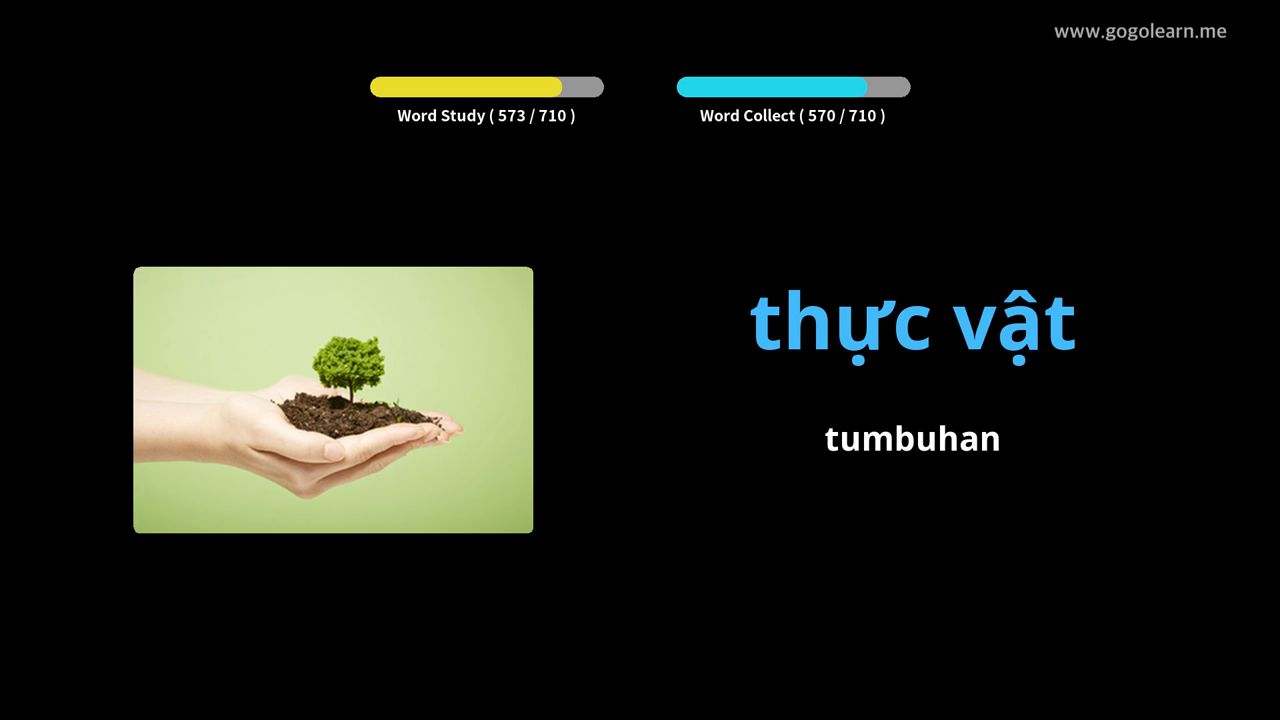 www.gogolearn.me
Word Study ( 573 / 710 )
Word Collect ( 570 / 710 )
thực vật
tumbuhan